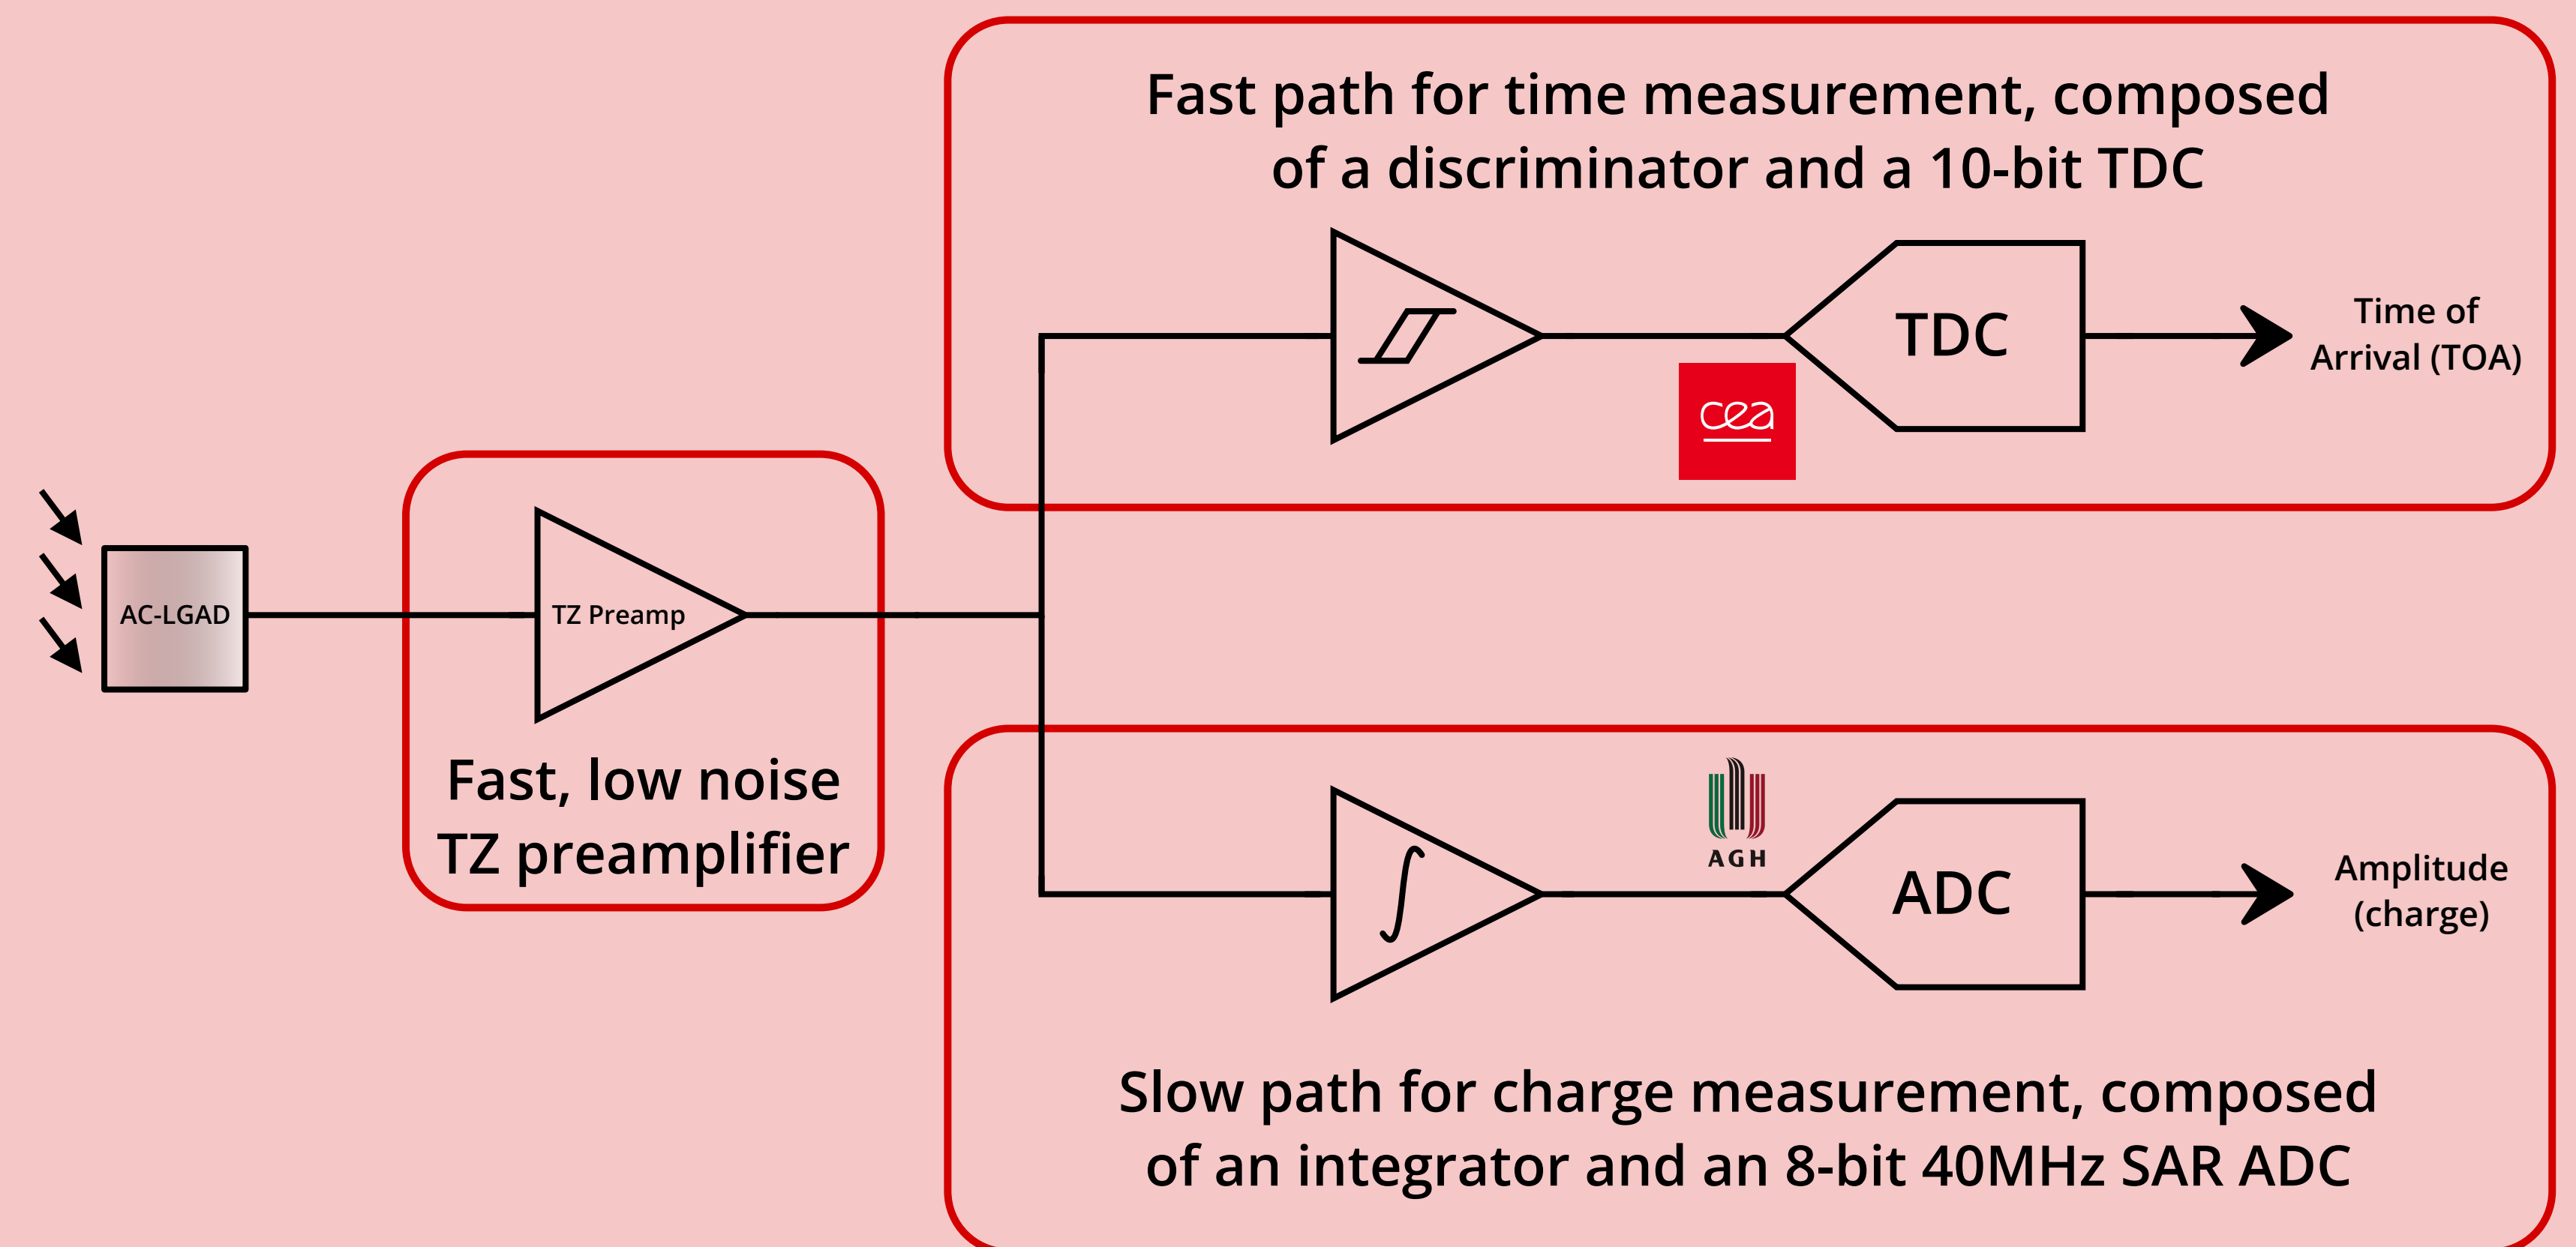 Fast path for time measurement, composed
of a discriminator and a 10-bit TDC
TDC
Time of
Arrival (TOA)
cea
AC-LGAD
TZ Preamp
Fast, low noise
TZ preamplifier
AGH
ADC
Amplitude
(charge)
Slow path for charge measurement, composed
of an integrator and an 8-bit 40MHz SAR ADC